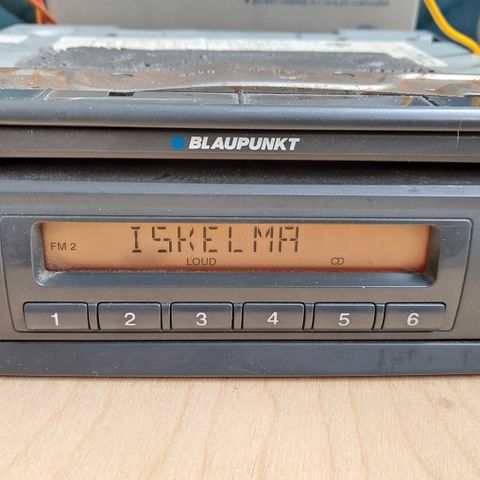 BLAUPUNKT
ISKELMA
FM 2
LOUD
1 2 3 4 5 6